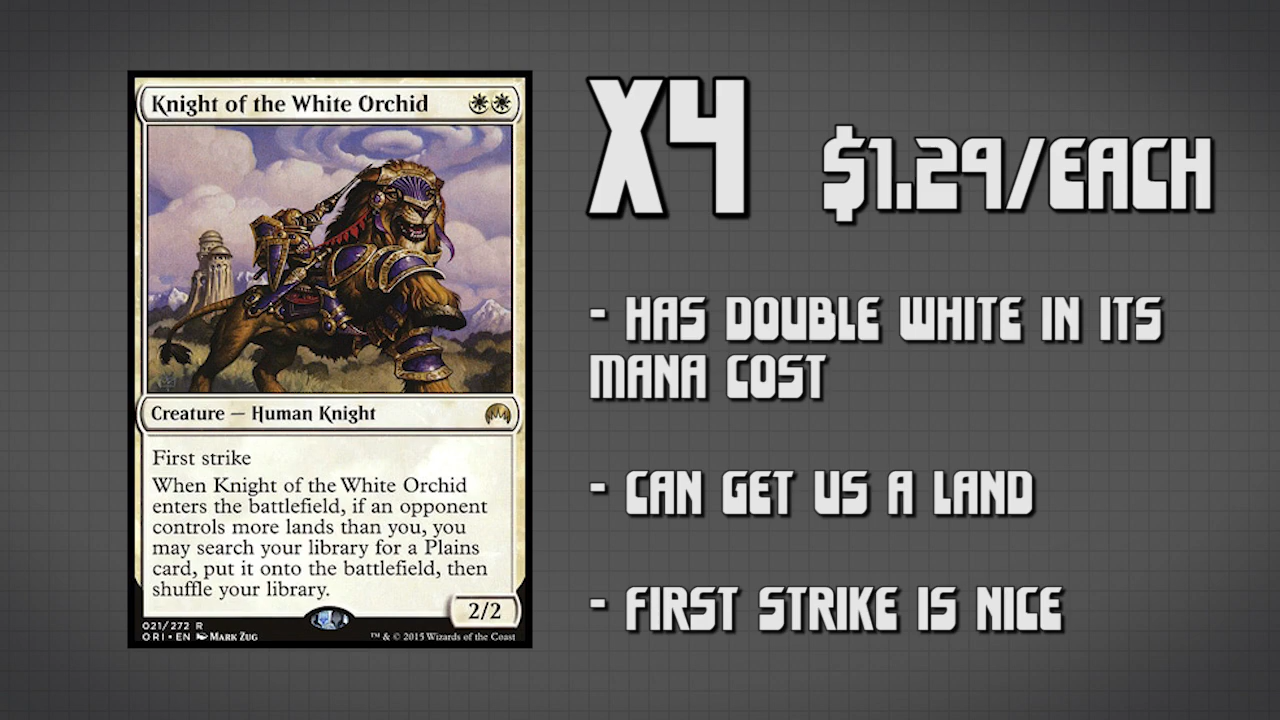 Knight of the White Orchid
X4 $1.29/EACH
- HAS DOUBLE WHITE IN ITS
MANA COST
Creature — Human Knight
First strike
When Knight of the White Orchid
enters the battlefield, if an opponent
controls more lands than you, you
may search your library for a Plains
card, put it onto the battlefield, then
shuffle your library.
2/2
021/272 R
ORI • EN Mark Zug
™ & © 2015 Wizards of the Coast
- CAN GET US A LAND
- FIRST STRIKE IS NICE